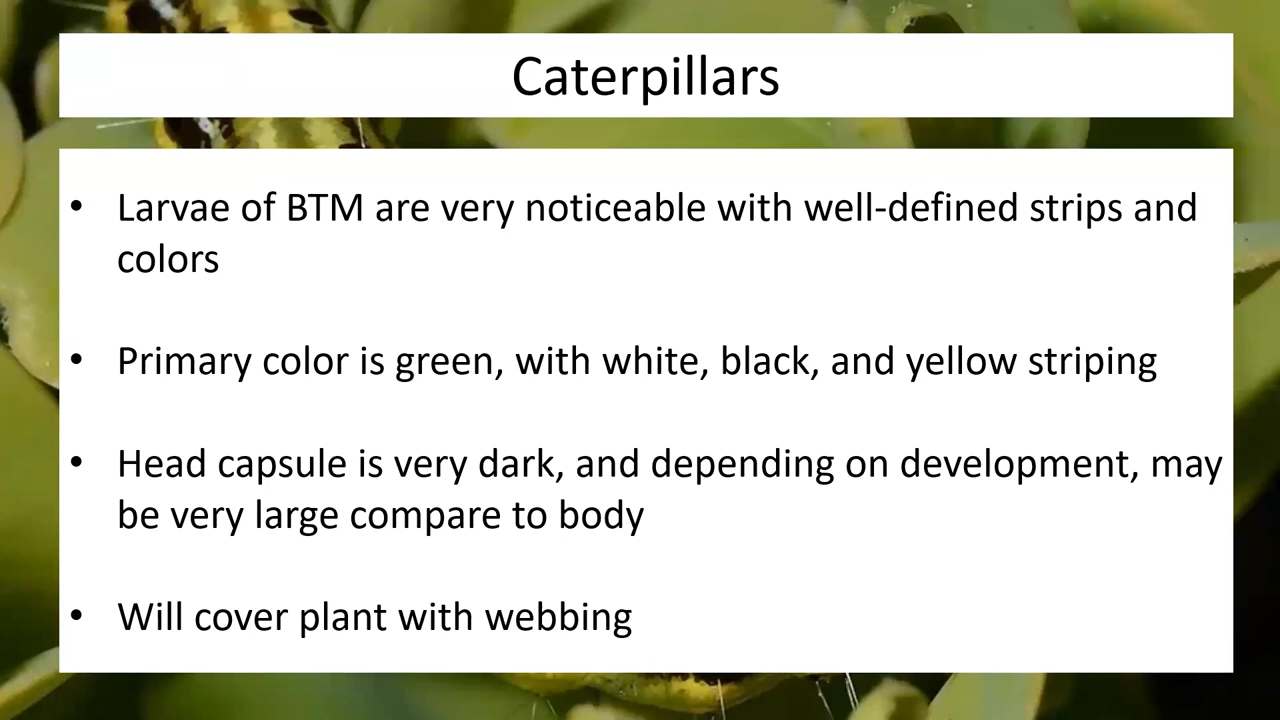 Caterpillars
• Larvae of BTM are very noticeable with well-defined strips and
colors
• Primary color is green, with white, black, and yellow striping
• Head capsule is very dark, and depending on development, may
be very large compare to body
• Will cover plant with webbing